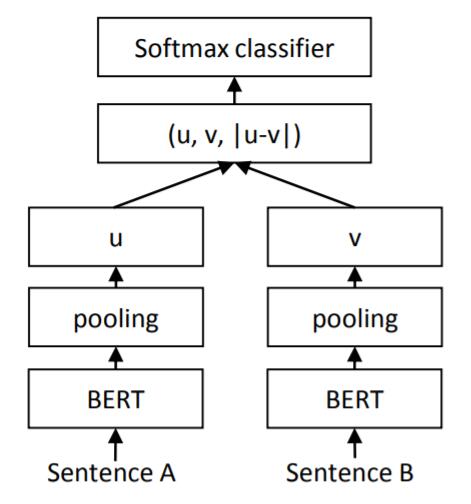 Softmax classifier
(u, v, |u-v|)
u
v
pooling
pooling
BERT
BERT
Sentence A
Sentence B